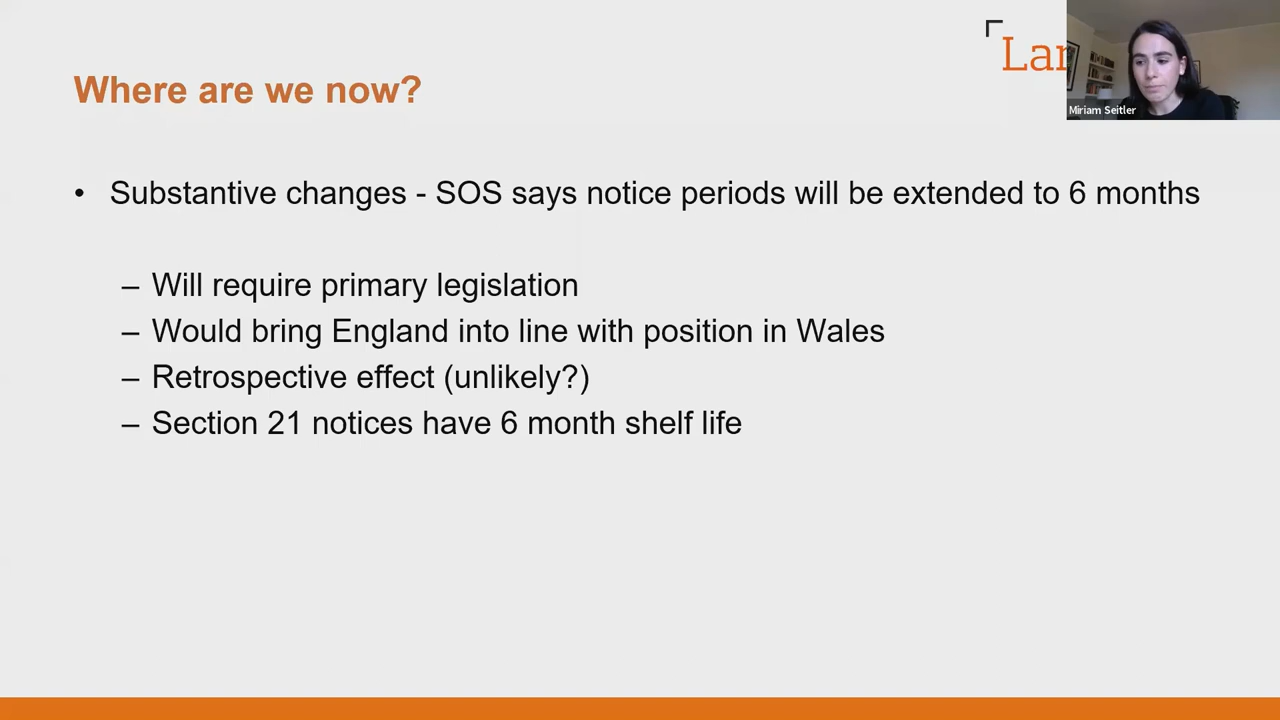 Lan
Miriam Seitler
Where are we now?
• Substantive changes - SOS says notice periods will be extended to 6 months
– Will require primary legislation
– Would bring England into line with position in Wales
– Retrospective effect (unlikely?)
– Section 21 notices have 6 month shelf life